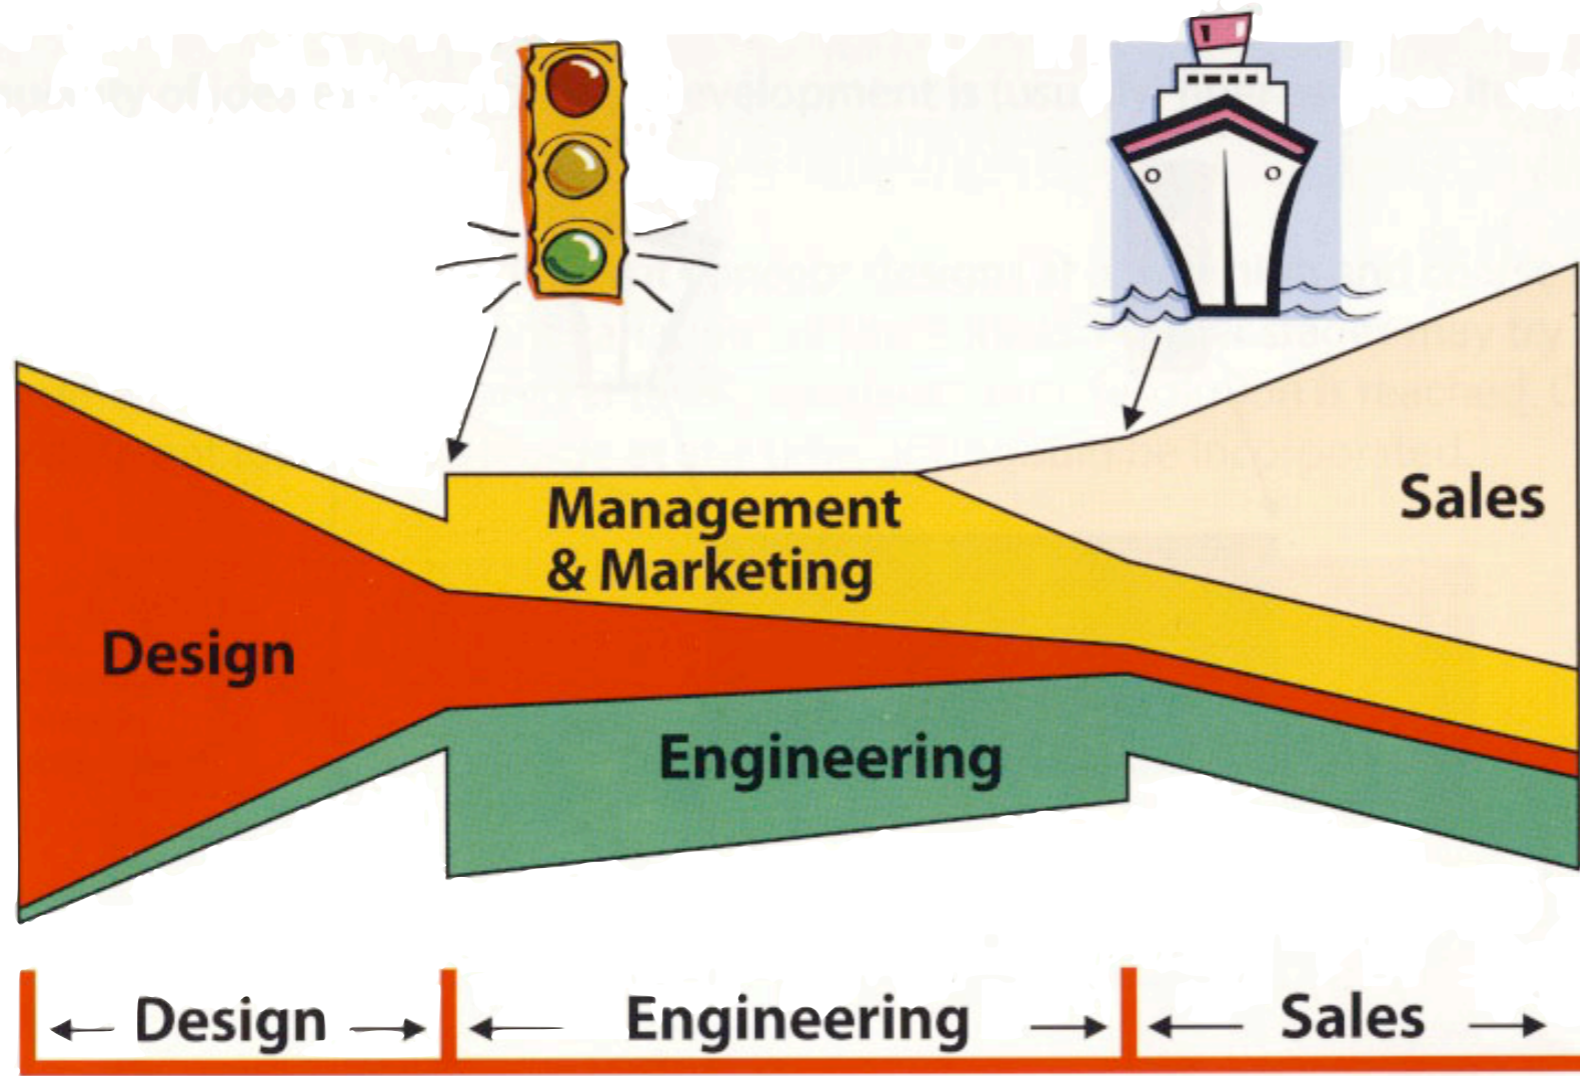 Management
& Marketing
Sales
Design
Engineering
Design
Engineering
Sales